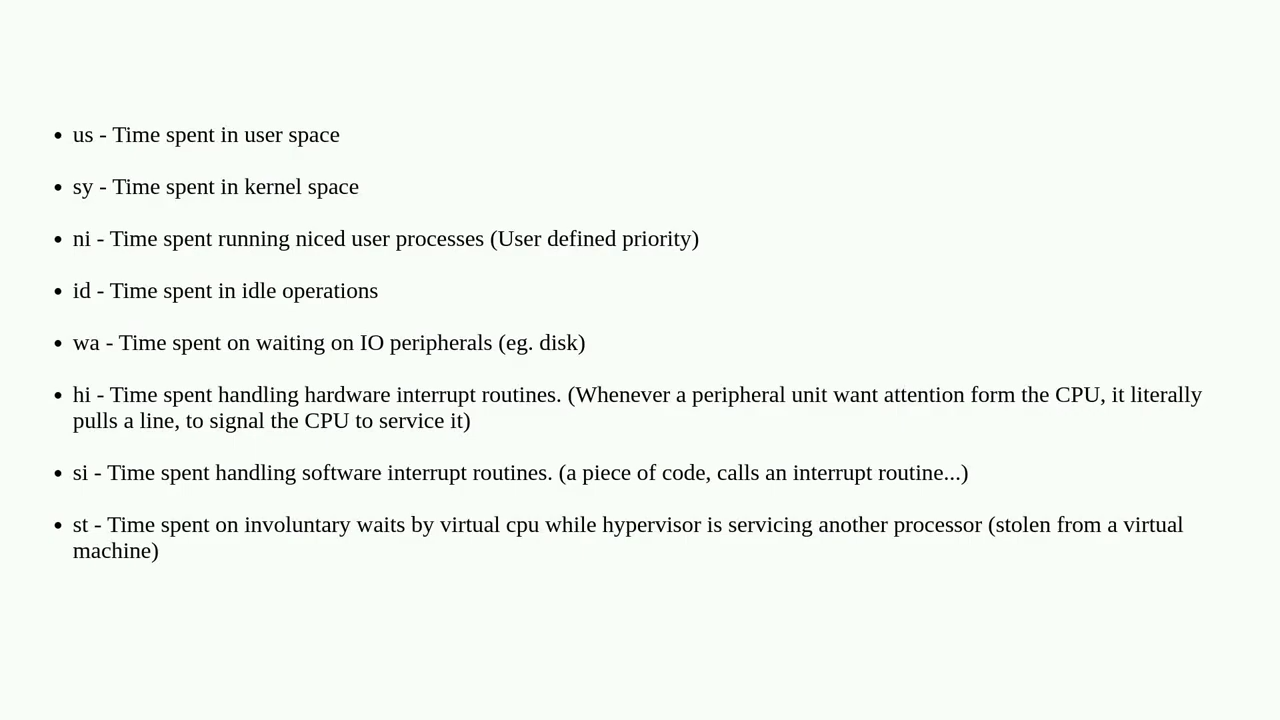 • us - Time spent in user space
• sy - Time spent in kernel space
• ni - Time spent running niced user processes (User defined priority)
• id - Time spent in idle operations
• wa - Time spent on waiting on IO peripherals (eg. disk)
• hi - Time spent handling hardware interrupt routines. (Whenever a peripheral unit want attention form the CPU, it literally
pulls a line, to signal the CPU to service it)
• si - Time spent handling software interrupt routines. (a piece of code, calls an interrupt routine...)
• st - Time spent on involuntary waits by virtual cpu while hypervisor is servicing another processor (stolen from a virtual
machine)